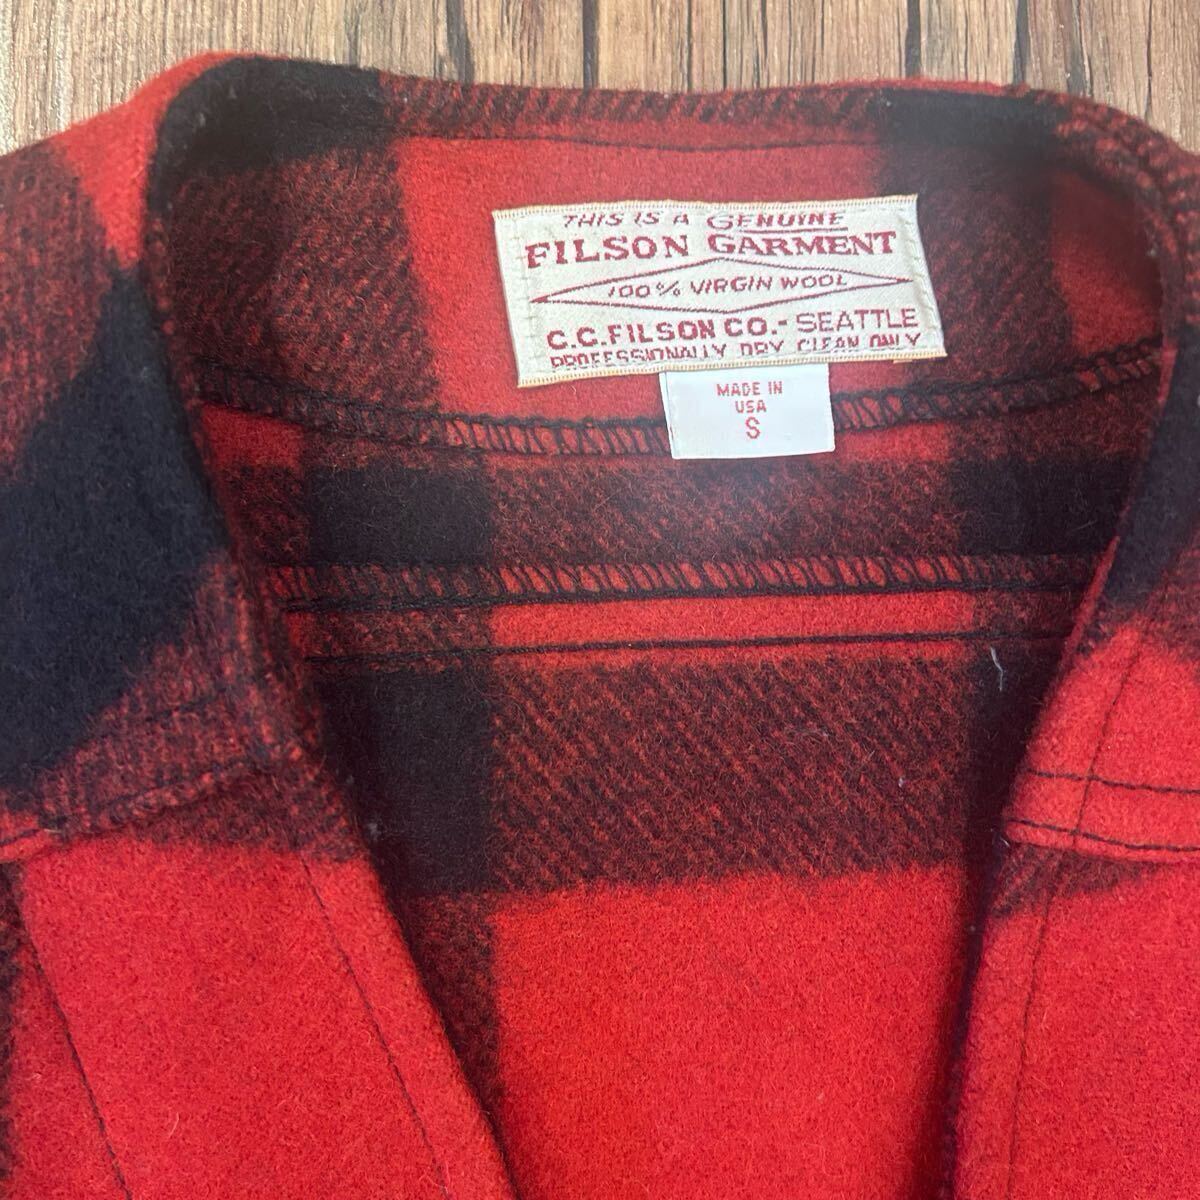 THIS IS A GENUINE
FILSON GARMENT
100% VIRGIN WOOL
C.C.FILSON CO.- SEATTLE
PROFESSIONALLY DRY CLEAN ONLY
MADE IN
USA
S